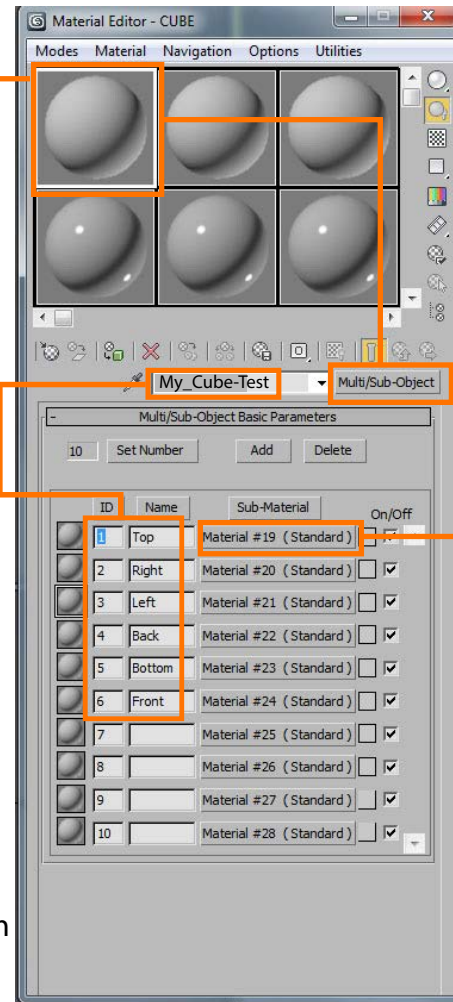 Material Editor - CUBE
Modes Material Navigation Options Utilities
My_Cube-Test Multi/Sub-Object
- Multi/Sub-Object Basic Parameters
10 Set Number Add Delete
ID Name Sub-Material On/Off
1 Top Material #19 ( Standard )
2 Right Material #20 ( Standard )
3 Left Material #21 ( Standard )
4 Back Material #22 ( Standard )
5 Bottom Material #23 ( Standard )
6 Front Material #24 ( Standard )
7 Material #25 ( Standard )
8 Material #26 ( Standard )
9 Material #27 ( Standard )
10 Material #28 ( Standard )